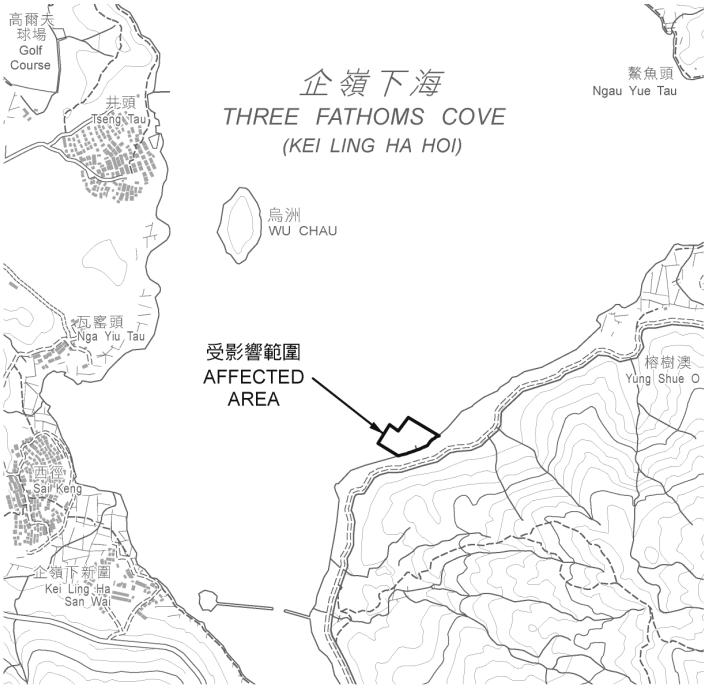 高爾夫
球場
Golf
Course
企嶺下海
THREE FATHOMS COVE
(KEI LING HA HOI)
鰲魚頭
Ngau Yue Tau
井頭
Tseng Tau
烏洲
WU CHAU
瓦窰頭
Nga Yiu Tau
受影響範圍
AFFECTED
AREA
榕樹澳
Yung Shue O
西徑
Sai Keng
企嶺下新圍
Kei Ling Ha
San Wai